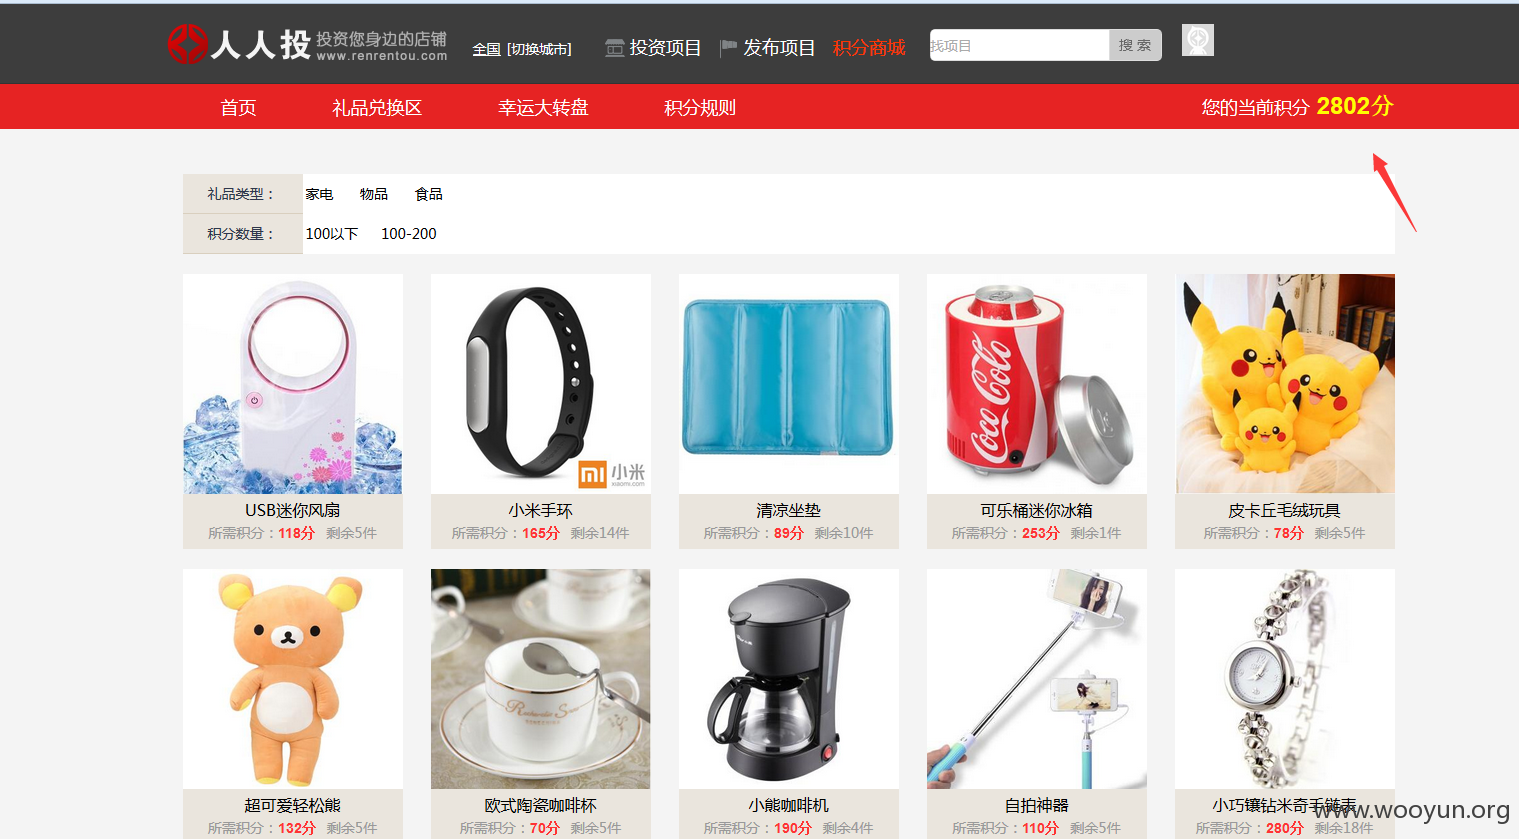 人人投 投资您身边的店铺
www.renrentou.com
全国 [切换城市] 投资项目 发布项目 积分商城 找项目 搜 索
首页 礼品兑换区 幸运大转盘 积分规则 您的当前积分 2802分
礼品类型： 家电 物品 食品
积分数量： 100以下 100-200
Coca Cola
小米
xiaomi.com
USB迷你风扇 小米手环 清凉坐垫 可乐桶迷你冰箱 皮卡丘毛绒玩具
所需积分：118分 剩余5件 所需积分：165分 剩余14件 所需积分：89分 剩余10件 所需积分：253分 剩余1件 所需积分：78分 剩余5件
超可爱轻松熊 欧式陶瓷咖啡杯 小熊咖啡机 自拍神器 小巧镶钻米奇手链表
所需积分：132分 剩余5件 所需积分：70分 剩余5件 所需积分：190分 剩余4件 所需积分：110分 剩余5件 所需积分：280分 剩余18件
www.wooyun.org